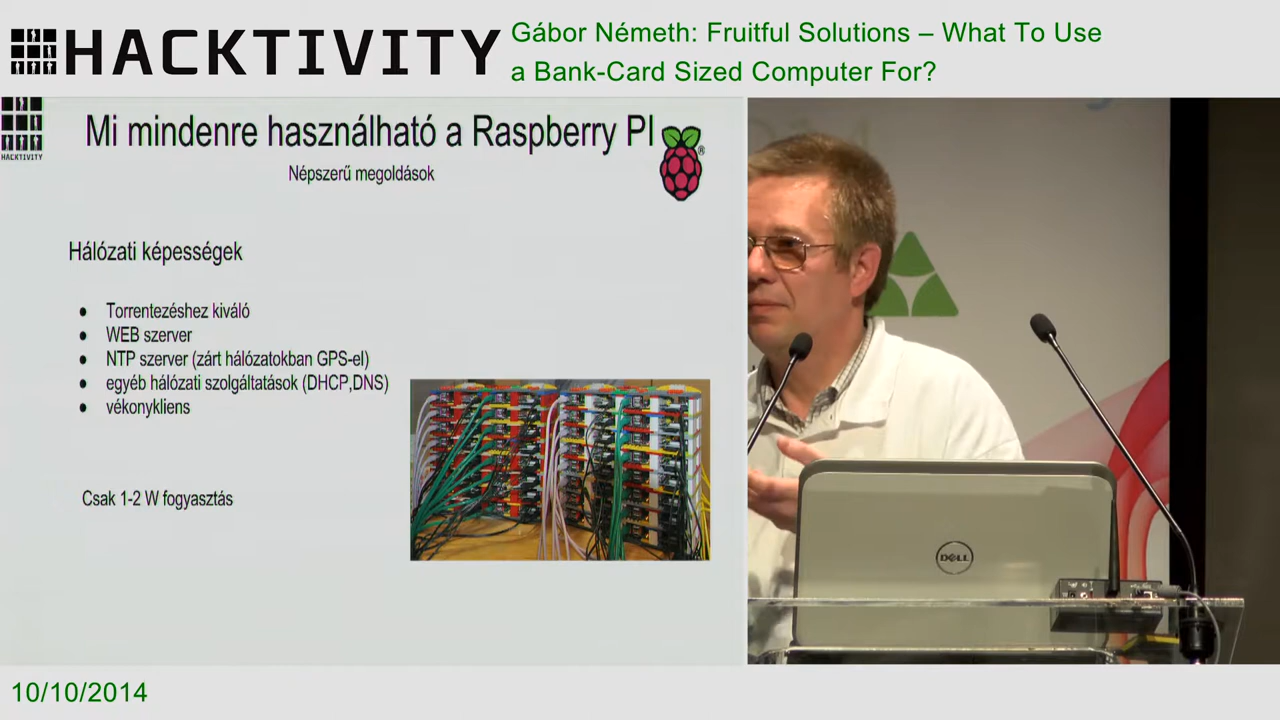 HACKTIVITY
Gábor Németh: Fruitful Solutions – What To Use
a Bank-Card Sized Computer For?
HACKTIVITY
Mi mindenre használható a Raspberry PI
®
Népszerű megoldások
Hálózati képességek
● Torrentezéshez kiváló
● WEB szerver
● NTP szerver (zárt hálózatokban GPS-el)
● egyéb hálózati szolgáltatások (DHCP,DNS)
● vékonykliens
Csak 1-2 W fogyasztás
DELL
10/10/2014